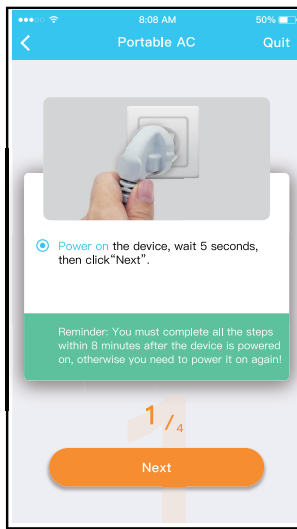 8:08 AM
50%
Portable AC
Quit
Power on the device, wait 5 seconds,
then click“Next”.
Reminder: You must complete all the steps
within 8 minutes after the device is powered
on, otherwise you need to power it on again!
1/4
Next